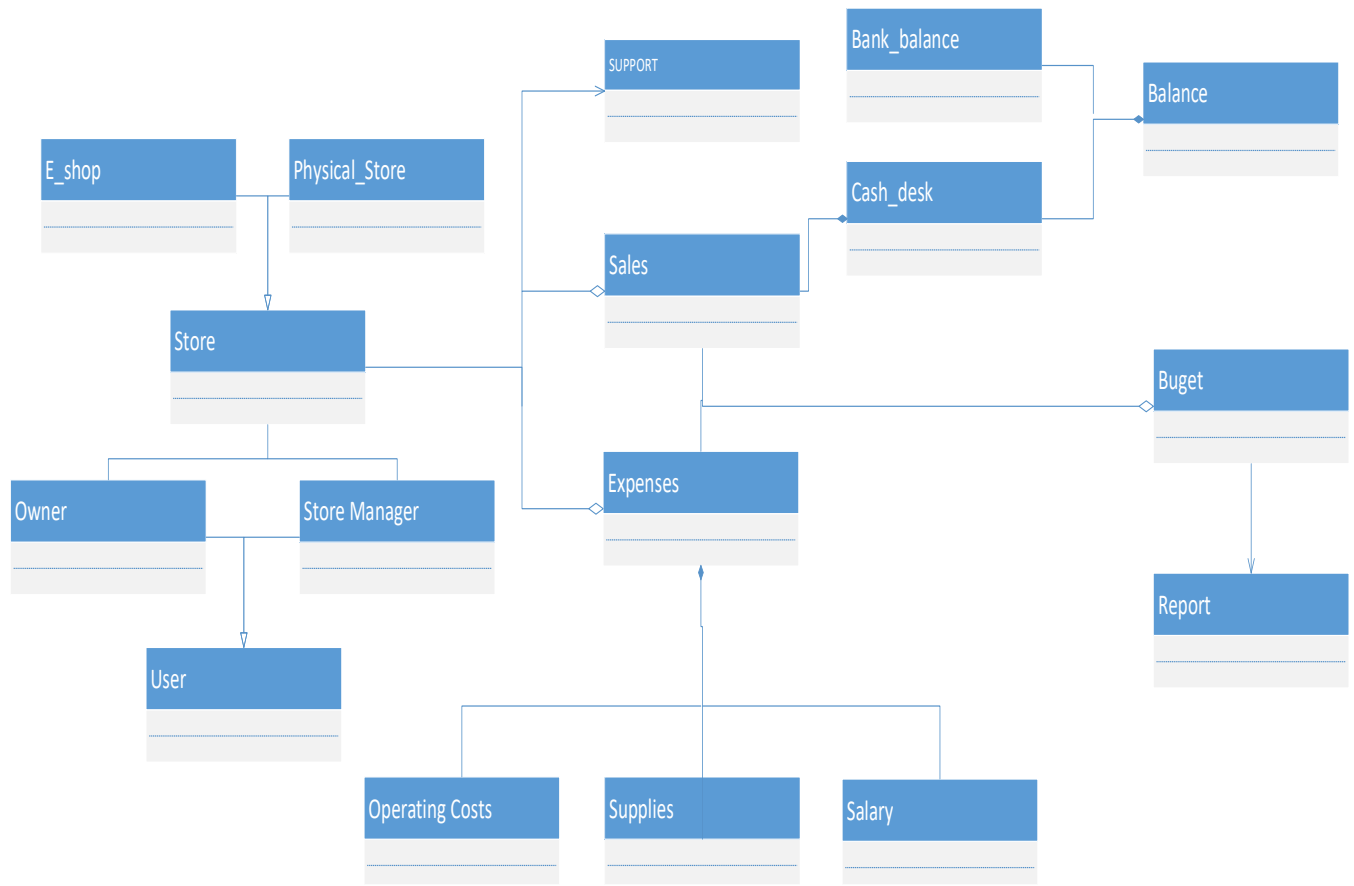 SUPPORT
Bank_balance
Balance
E_shop
Physical_Store
Cash_desk
Sales
Store
Buget
Owner
Store Manager
Expenses
Report
User
Operating Costs
Supplies
Salary